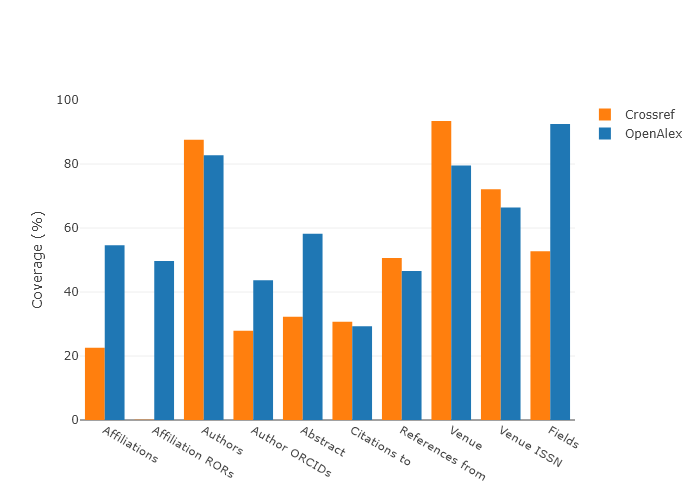 100
80
60
40
20
0
Coverage (%)
Affiliations
Affiliation RORs
Authors
Author ORCIDs
Abstract
Citations to
References from
Venue
Venue ISSN
Fields
Crossref
OpenAlex